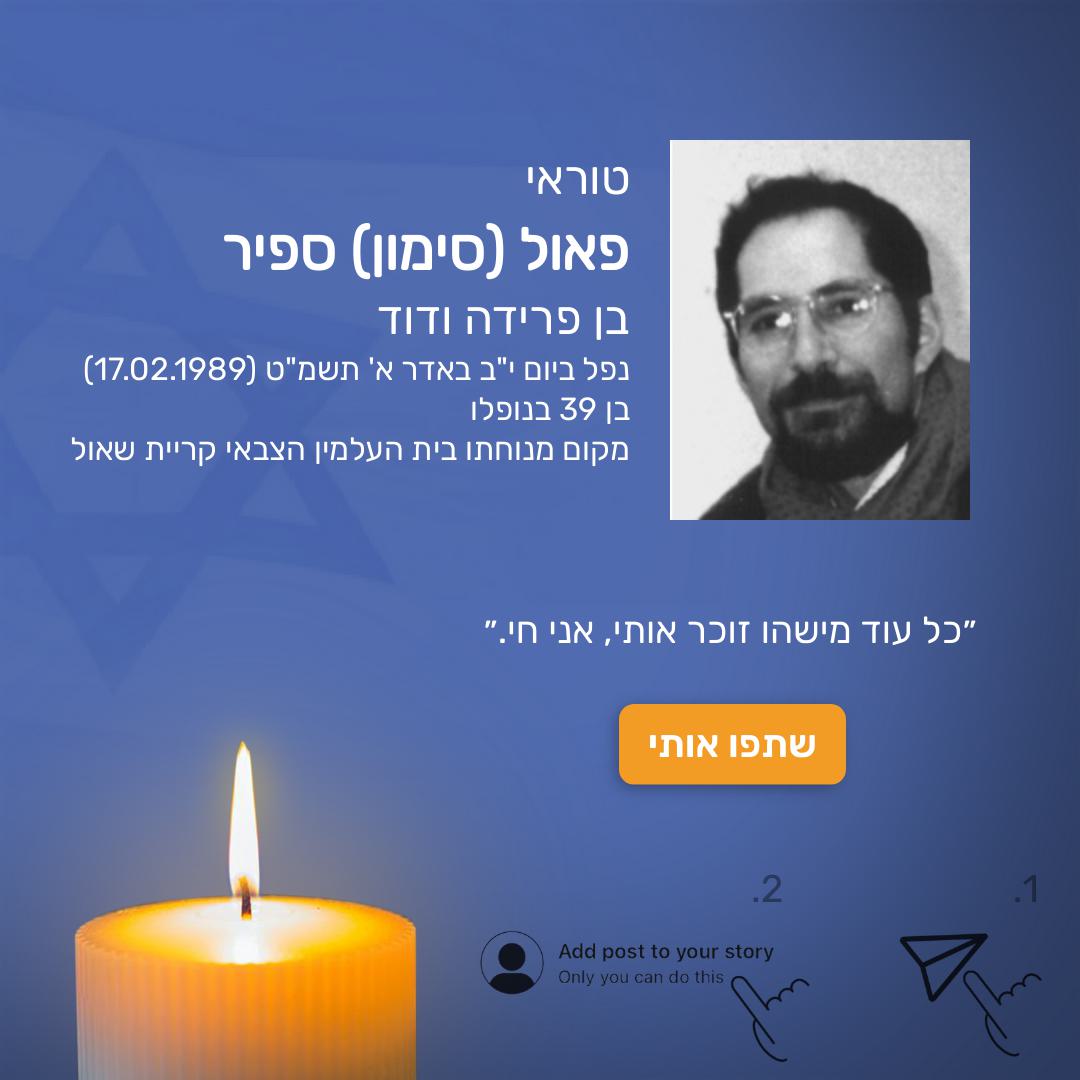 טוראי
פאול (סימון) ספיר
בן פרידה ודוד
נפל ביום י"ב באדר א' תשמ"ט (17.02.1989)
בן 39 בנופלו
מקום מנוחתו בית העלמין הצבאי קריית שאול
״כל עוד מישהו זוכר אותי, אני חי.״
שתפו אותי
1.
2.
Add post to your story
Only you can do this